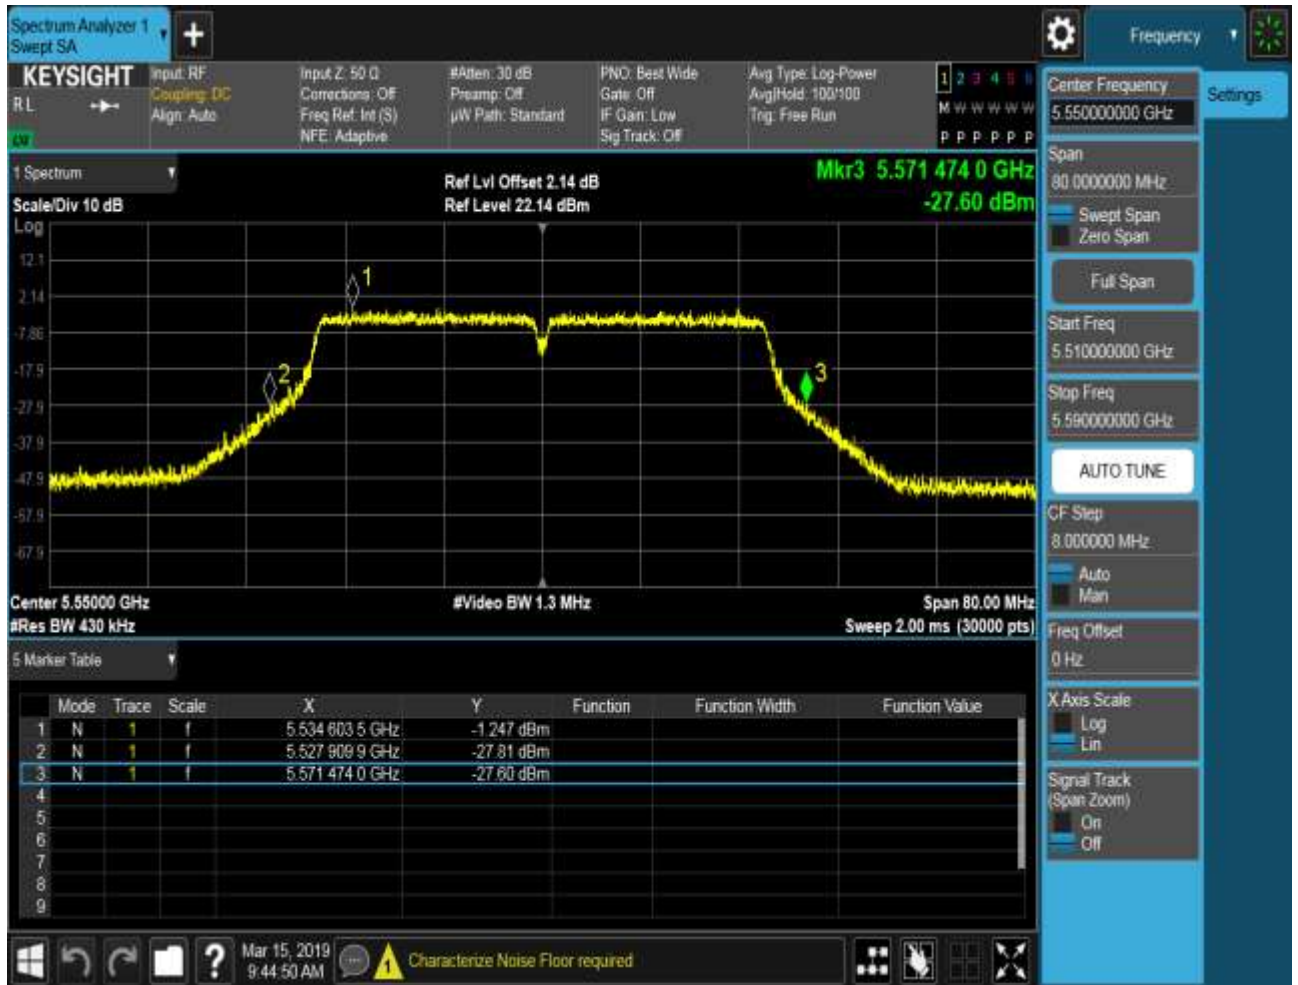 Spectrum Analyzer 1
Swept SA
+
Frequency
KEYSIGHT
RL
Input: RF
Coupling: DC
Align: Auto
Input Z: 50 Ω
Corrections: Off
Freq Ref: Int (S)
NFE: Adaptive
#Atten: 30 dB
Preamp: Off
µW Path: Standard
PNO: Best Wide
Gate: Off
IF Gain: Low
Sig Track: Off
Avg Type: Log-Power
Avg|Hold: 100/100
Trig: Free Run
1 2 3 4 5 6
M W W W W W
P P P P P P
1 Spectrum
Scale/Div 10 dB
Ref Lvl Offset 2.14 dB
Ref Level 22.14 dBm
Mkr3 5.571 474 0 GHz
-27.60 dBm
Log
12.1
2.14
-7.86
-17.9
-27.9
-37.9
-47.9
-57.9
-67.9
1
2
3
Center 5.55000 GHz
#Video BW 1.3 MHz
Span 80.00 MHz
#Res BW 430 kHz
Sweep 2.00 ms (30000 pts)
5 Marker Table
Mode Trace Scale X Y Function Function Width Function Value
1 N 1 f 5.534 603 5 GHz -1.247 dBm
2 N 1 f 5.527 909 9 GHz -27.81 dBm
3 N 1 f 5.571 474 0 GHz -27.60 dBm
4
5
6
7
8
9
Center Frequency
5.550000000 GHz
Settings
Span
80.0000000 MHz
Swept Span
Zero Span
Full Span
Start Freq
5.510000000 GHz
Stop Freq
5.590000000 GHz
AUTO TUNE
CF Step
8.000000 MHz
Auto
Man
Freq Offset
0 Hz
X Axis Scale
Log
Lin
Signal Track
(Span Zoom)
On
Off
?
Mar 15, 2019
9:44:50 AM
1
Characterize Noise Floor required